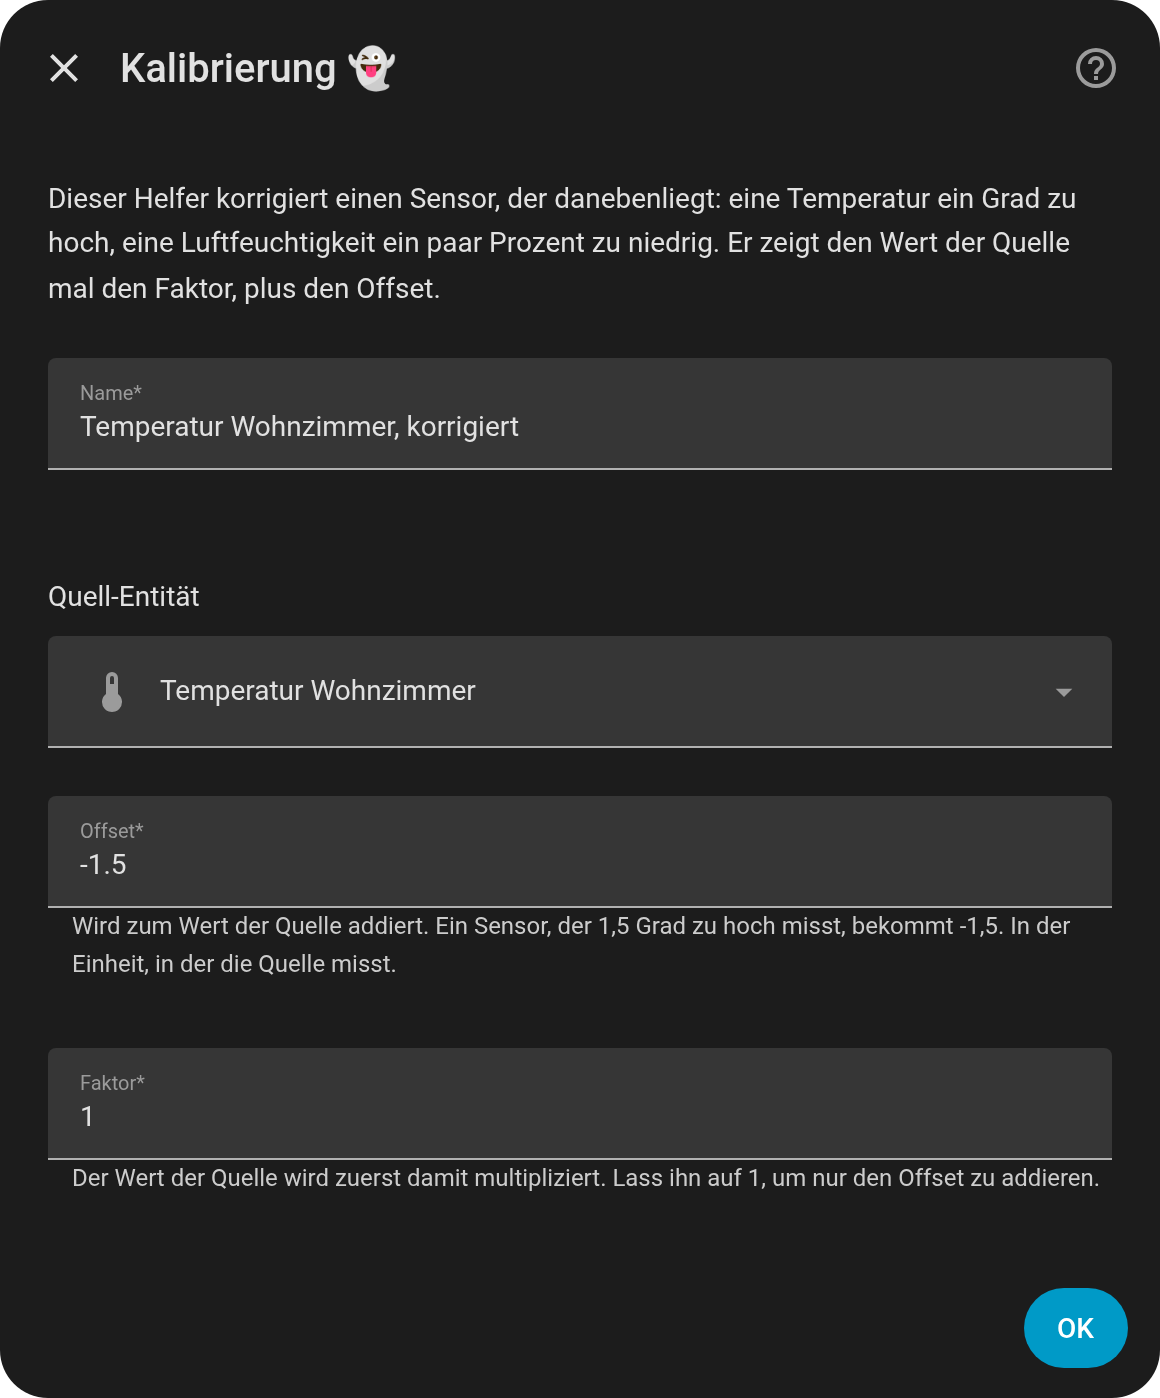 Kalibrierung 👻
Dieser Helfer korrigiert einen Sensor, der danebenliegt: eine Temperatur ein Grad zu
hoch, eine Luftfeuchtigkeit ein paar Prozent zu niedrig. Er zeigt den Wert der Quelle
mal den Faktor, plus den Offset.
Name*
Temperatur Wohnzimmer, korrigiert
Quell-Entität
Temperatur Wohnzimmer
Offset*
-1.5
Wird zum Wert der Quelle addiert. Ein Sensor, der 1,5 Grad zu hoch misst, bekommt -1,5. In der
Einheit, in der die Quelle misst.
Faktor*
1
Der Wert der Quelle wird zuerst damit multipliziert. Lass ihn auf 1, um nur den Offset zu addieren.
OK